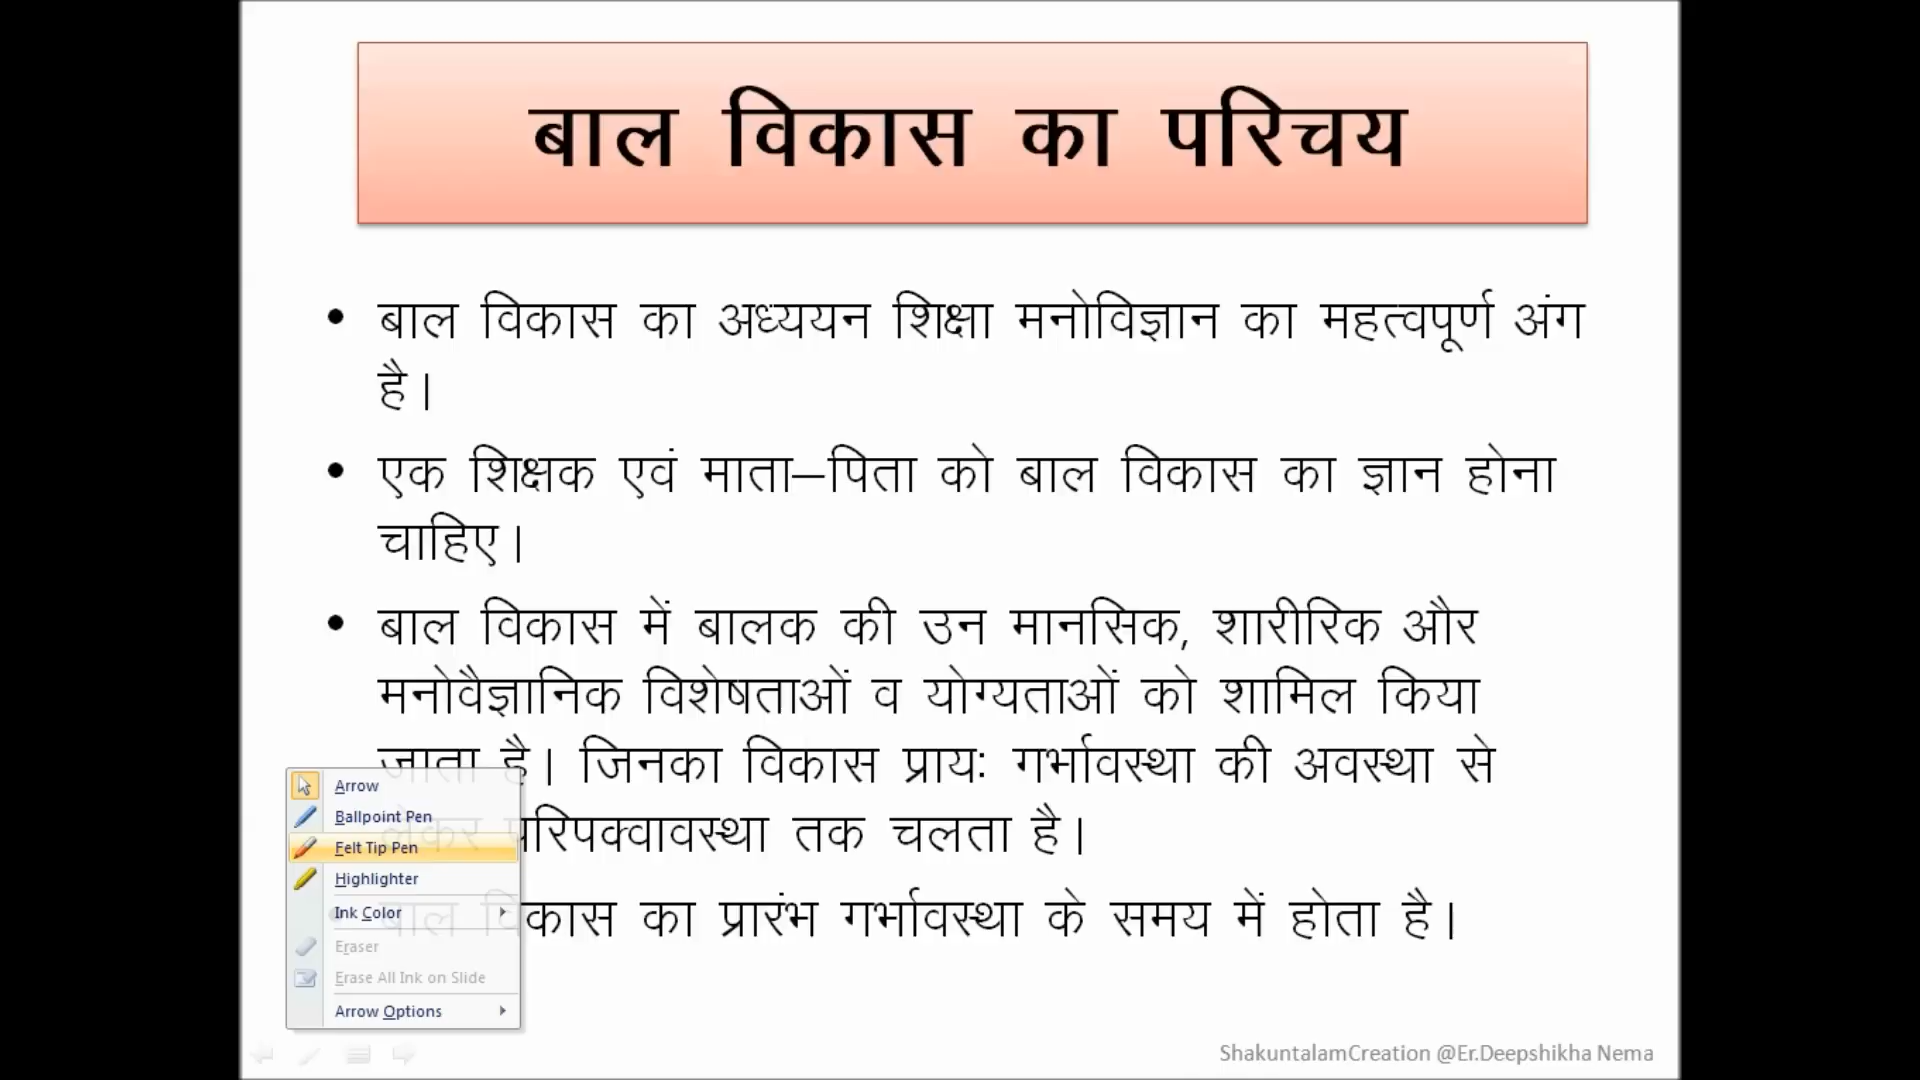 बाल विकास का परिचय
• बाल विकास का अध्ययन शिक्षा मनोविज्ञान का महत्वपूर्ण अंग
है।
• एक शिक्षक एवं माता–पिता को बाल विकास का ज्ञान होना
चाहिए।
• बाल विकास में बालक की उन मानसिक, शारीरिक और
मनोवैज्ञानिक विशेषताओं व योग्यताओं को शामिल किया
जाता है। जिनका विकास प्रायः गर्भावस्था की अवस्था से
लेकर परिपक्वावस्था तक चलता है।
• बाल विकास का प्रारंभ गर्भावस्था के समय में होता है।
Arrow
Ballpoint Pen
Felt Tip Pen
Highlighter
Ink Color
Eraser
Erase All Ink on Slide
Arrow Options
ShakuntalamCreation @Er.Deepshikha Nema